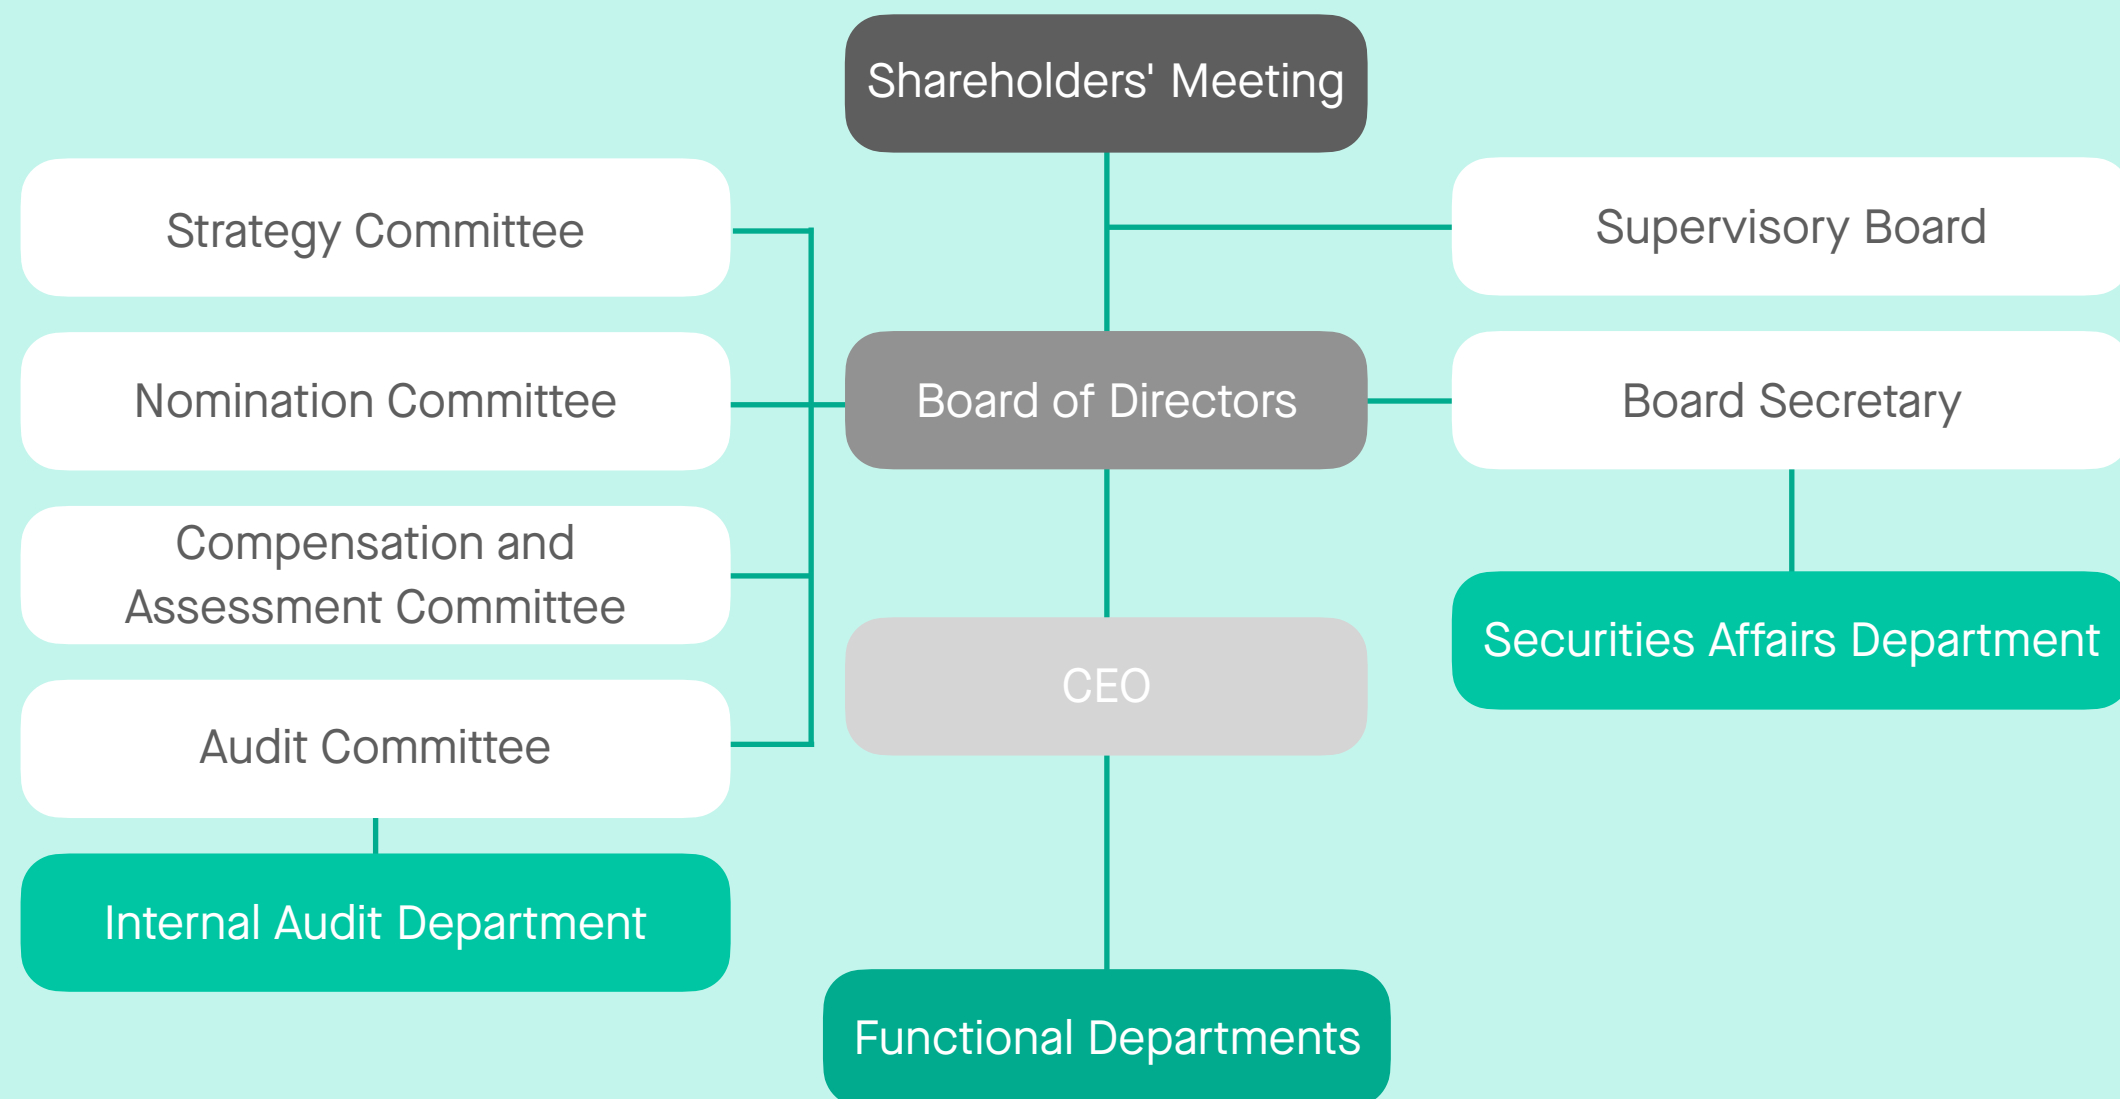 Shareholders' Meeting
Strategy Committee
Supervisory Board
Nomination Committee
Board of Directors
Board Secretary
Compensation and
Assessment Committee
Securities Affairs Department
CEO
Audit Committee
Internal Audit Department
Functional Departments